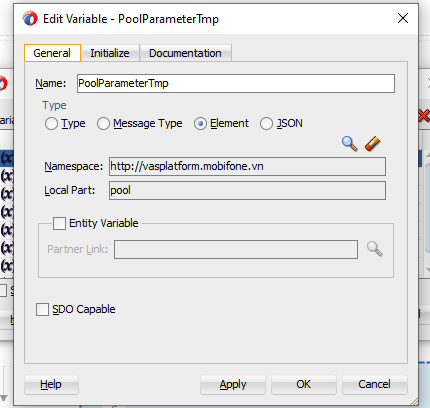 Edit Variable - PoolParameterTmp
General Initialize Documentation
Name: PoolParameterTmp
Type
Type Message Type Element JSON
Namespace: http://vasplatform.mobifone.vn
Local Part: pool
Entity Variable
Partner Link:
SDO Capable
Help Apply OK Cancel